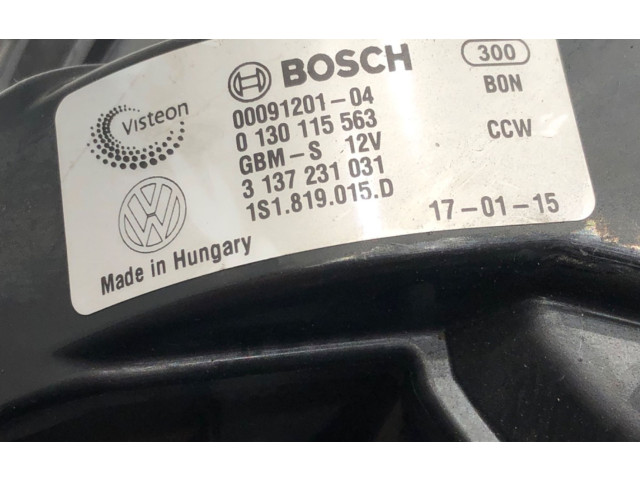 Visteon
BOSCH
00091201-04
0 130 115 563
GBM-S 12V
3 137 231 031
1S1.819.015.D
300
BON
CCW
17-01-15
Made in Hungary